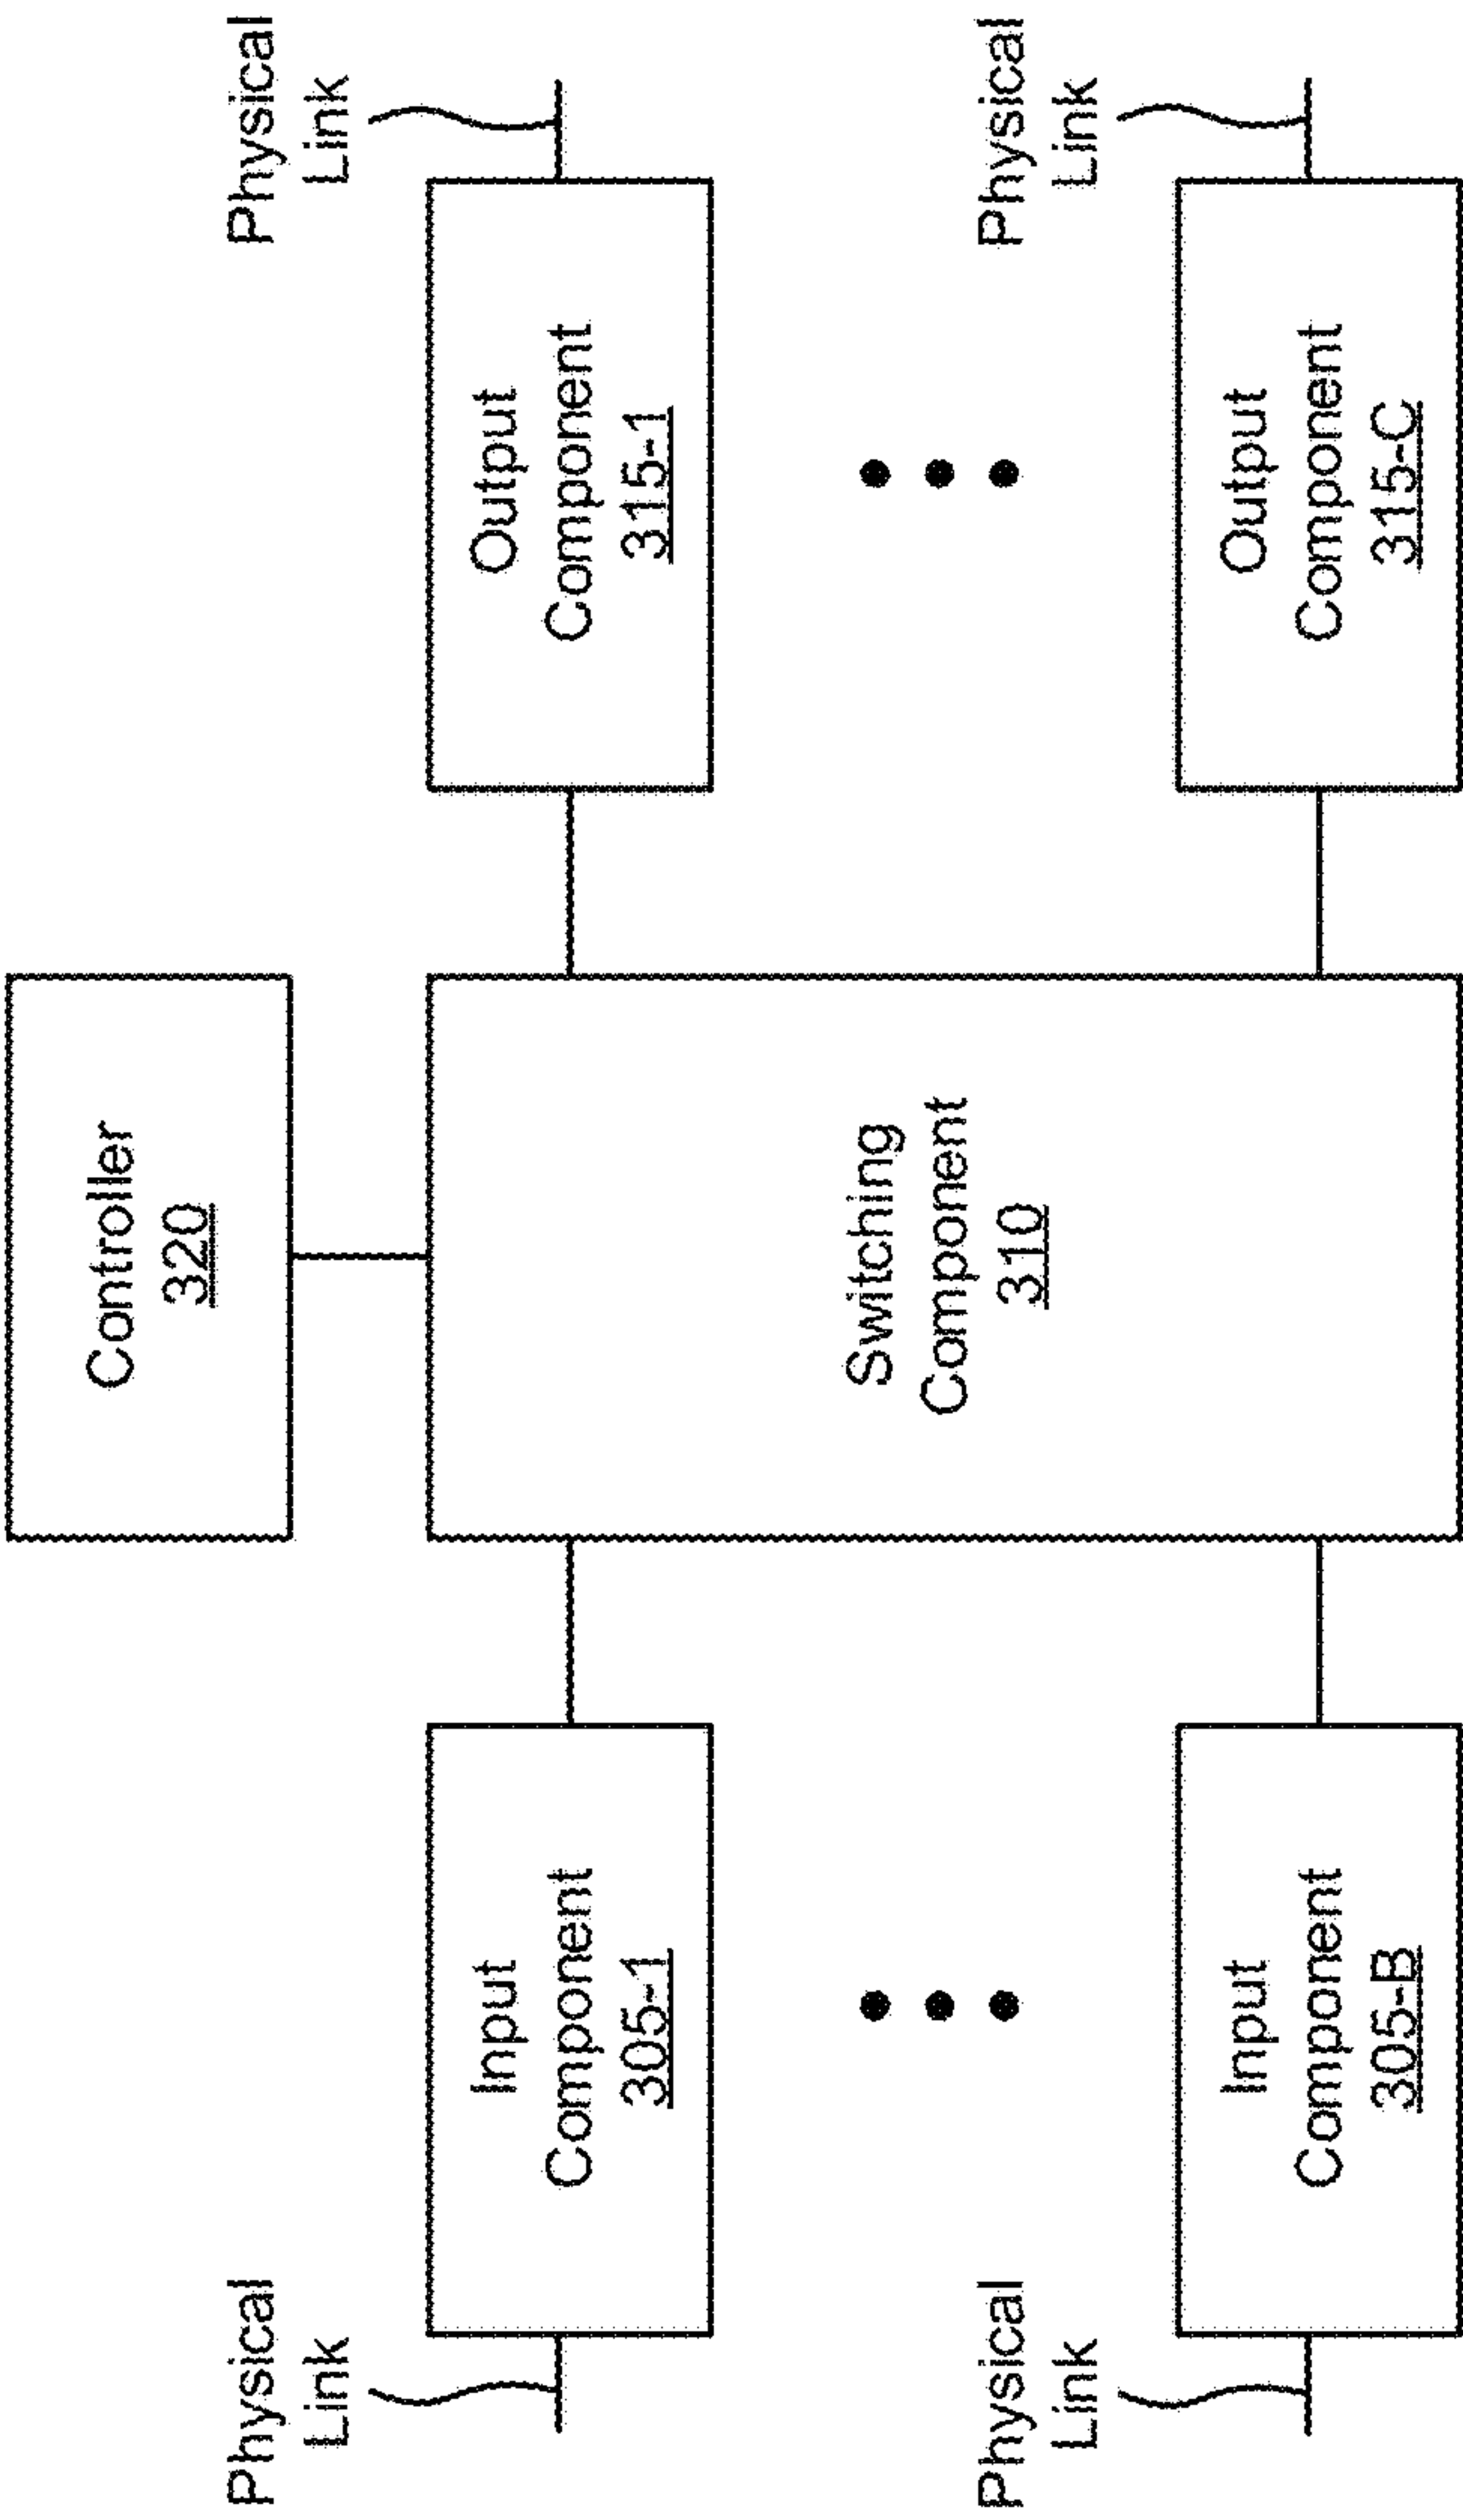 Controller
320
Physical
Link
Input
Component
305-1
Switching
Component
310
Output
Component
315-1
Physical
Link
Physical
Link
Input
Component
305-B
Output
Component
315-C
Physical
Link